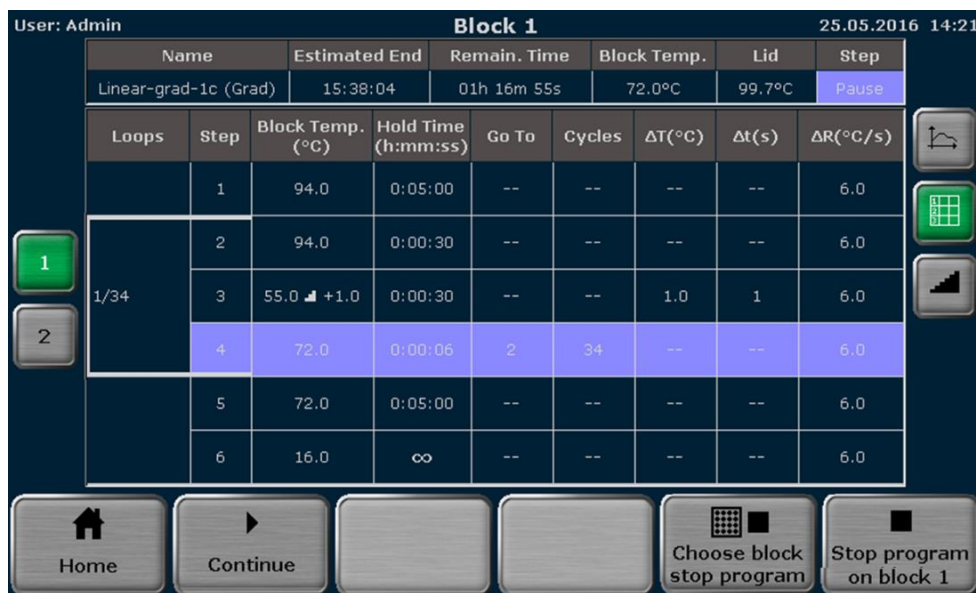 User: Admin Block 1 25.05.2016 14:21
Name Estimated End Remain. Time Block Temp. Lid Step
Linear-grad-1c (Grad) 15:38:04 01h 16m 55s 72.0ºC 99.7ºC Pause
Loops Step Block Temp. (°C) Hold Time (h:mm:ss) Go To Cycles ΔT(°C) Δt(s) ΔR(°C/s)
1 94.0 0:05:00 -- -- -- -- 6.0
2 94.0 0:00:30 -- -- -- -- 6.0
1/34 3 55.0 +1.0 0:00:30 -- -- 1.0 1 6.0
4 72.0 0:00:06 2 34 -- -- 6.0
5 72.0 0:05:00 -- -- -- -- 6.0
6 16.0 ∞ -- -- -- -- 6.0
1
2
1
2
3
Home Continue Choose block Stop program
stop program on block 1